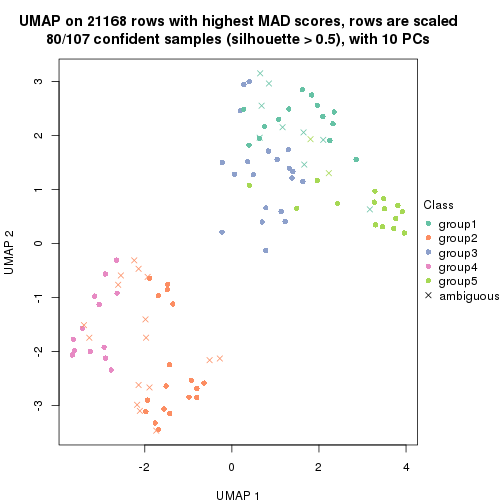 UMAP on 21168 rows with highest MAD scores, rows are scaled
80/107 confident samples (silhouette > 0.5), with 10 PCs
3
2
1
0
-1
-2
-3
UMAP 2
-2
0
2
4
UMAP 1
Class
group1
group2
group3
group4
group5
ambiguous